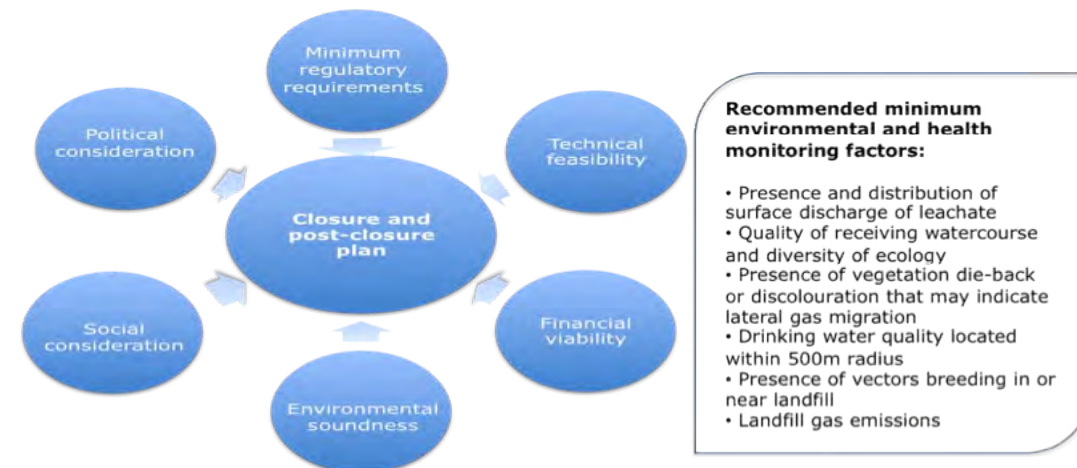 Minimum
regulatory
requirements
Political
consideration
Technical
feasibility
Closure and
post-closure
plan
Social
consideration
Financial
viability
Environmental
soundness
Recommended minimum
environmental and health
monitoring factors:
• Presence and distribution of
surface discharge of leachate
• Quality of receiving watercourse
and diversity of ecology
• Presence of vegetation die-back
or discolouration that may indicate
lateral gas migration
• Drinking water quality located
within 500m radius
• Presence of vectors breeding in or
near landfill
• Landfill gas emissions